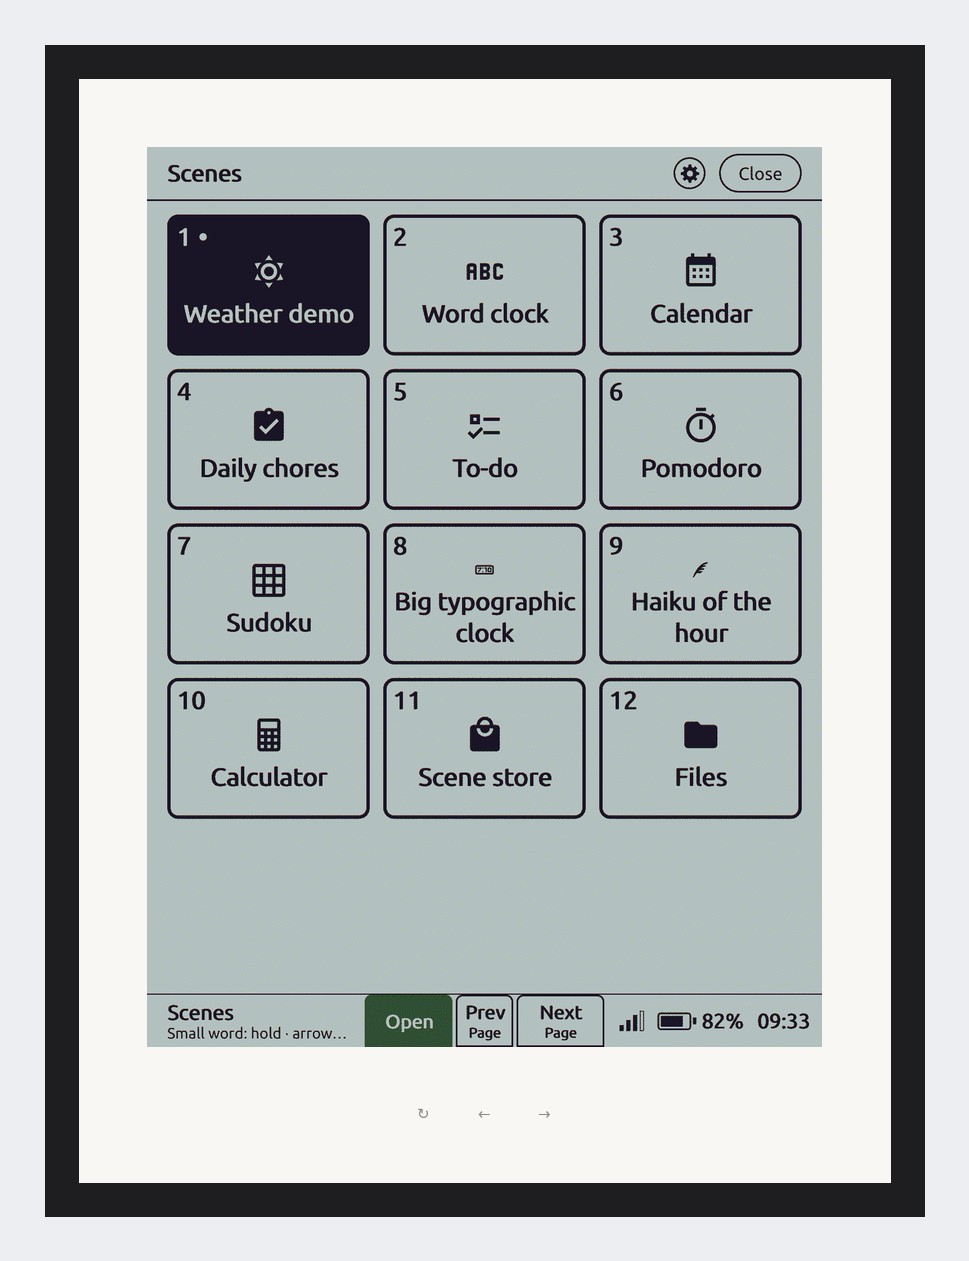 Scenes
Close
1 •
Weather demo
2
ABC
Word clock
3
Calendar
4
Daily chores
5
To-do
6
Pomodoro
7
Sudoku
8
Big typographic
clock
9
Haiku of the
hour
10
Calculator
11
Scene store
12
Files
Scenes
Small word: hold · arrow…
Open
Prev
Page
Next
Page
82%
09:33
↻ ← →